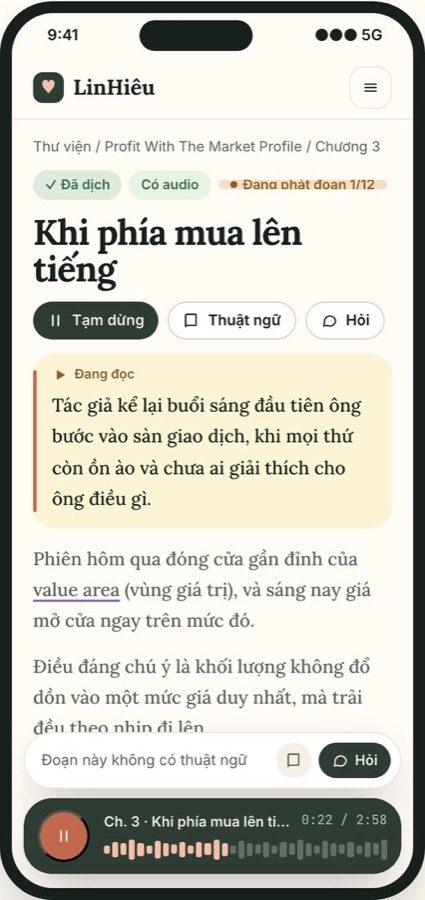 9:41
5G
LinHiêu
Thư viện / Profit With The Market Profile / Chương 3
✓ Đã dịch
Có audio
Đang phát đoạn 1/12
Khi phía mua lên
tiếng
Tạm dừng
Thuật ngữ
Hỏi
Đang đọc
Tác giả kể lại buổi sáng đầu tiên ông
bước vào sàn giao dịch, khi mọi thứ
còn ồn ào và chưa ai giải thích cho
ông điều gì.
Phiên hôm qua đóng cửa gần đỉnh của
value area (vùng giá trị), và sáng nay giá
mở cửa ngay trên mức đó.
Điều đáng chú ý là khối lượng không đổ
dồn vào một mức giá duy nhất, mà trải
đều theo nhịp đi lên
Đoạn này không có thuật ngữ
Hỏi
Ch. 3 · Khi phía mua lên ti...
0:22 / 2:58